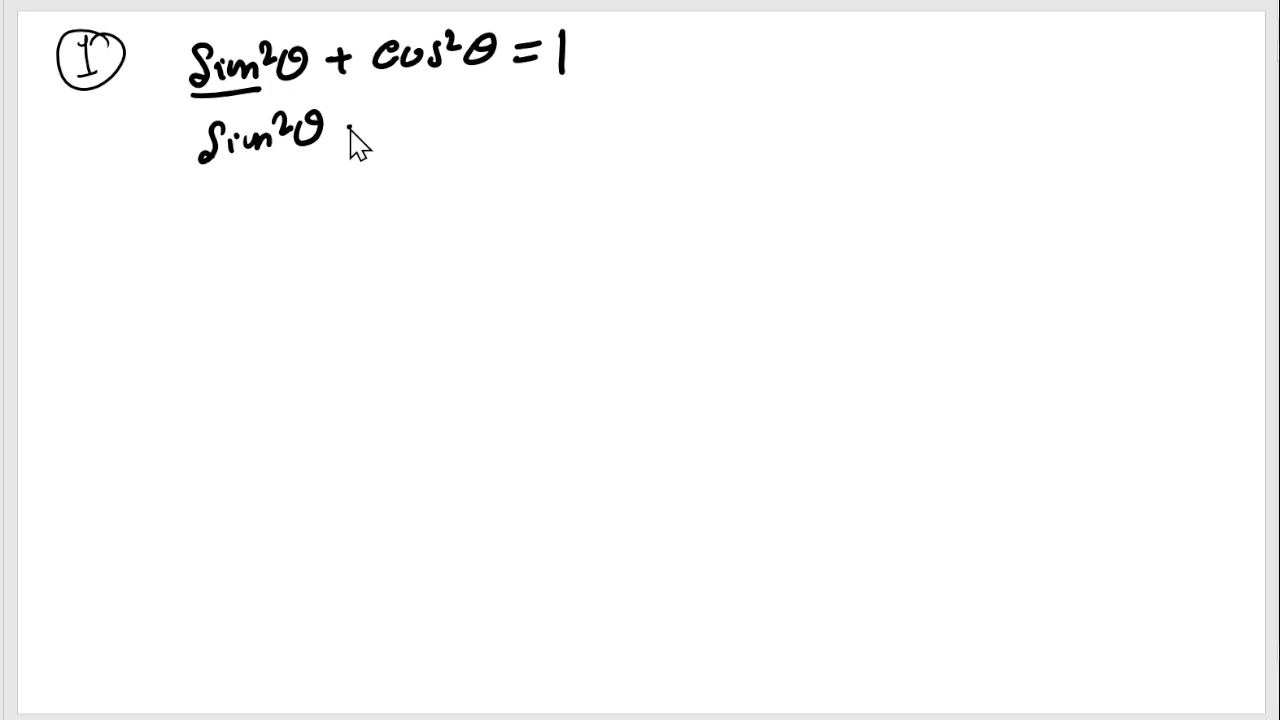 I sin²θ + cos²θ = 1
sin²θ